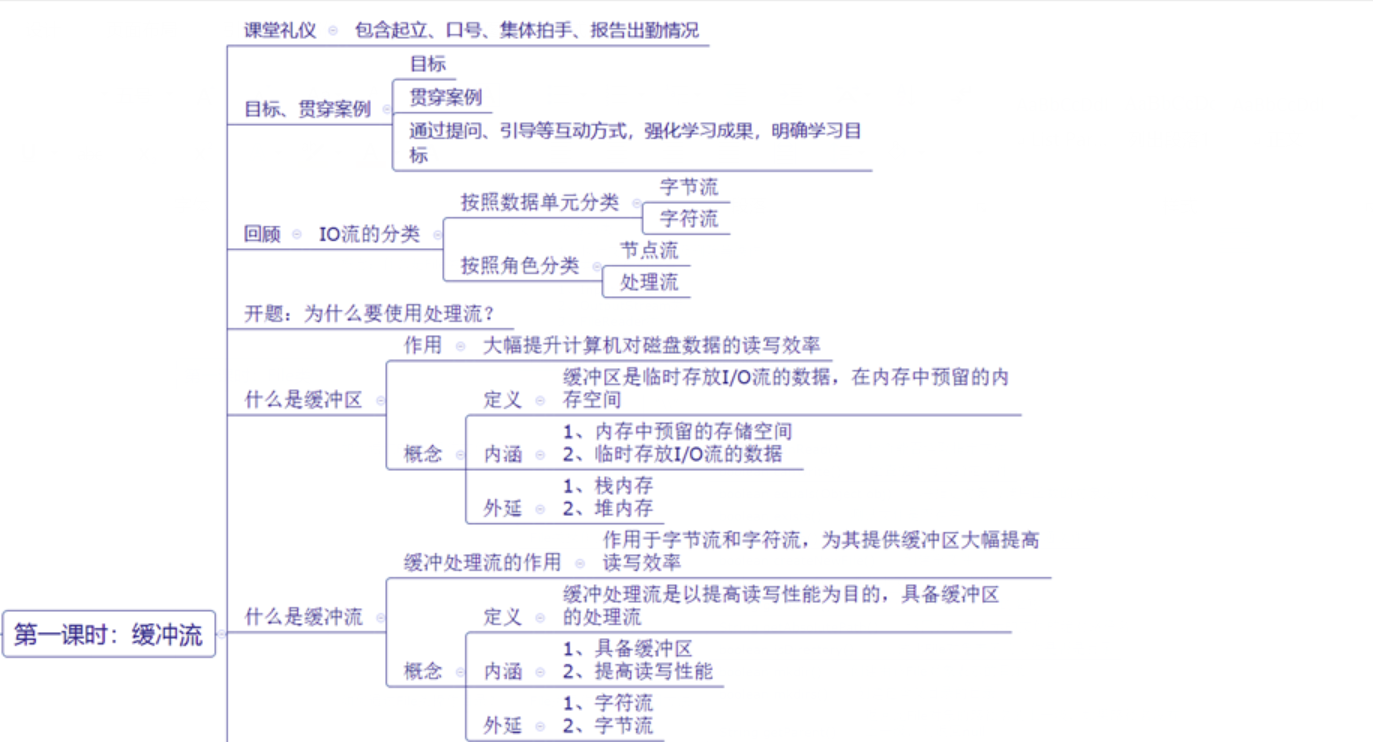 课堂礼仪 包含起立、口号、集体拍手、报告出勤情况
目标
目标、贯穿案例
贯穿案例
通过提问、引导等互动方式，强化学习成果，明确学习目
标
回顾 IO流的分类
按照数据单元分类
字节流
字符流
按照角色分类
节点流
处理流
开题：为什么要使用处理流？
什么是缓冲区
作用 大幅提升计算机对磁盘数据的读写效率
概念
定义
缓冲区是临时存放I/O流的数据，在内存中预留的内
存空间
内涵
1、内存中预留的存储空间
2、临时存放I/O流的数据
外延
1、栈内存
2、堆内存
第一课时：缓冲流
什么是缓冲流
缓冲处理流的作用
作用于字节流和字符流，为其提供缓冲区大幅提高
读写效率
概念
定义
缓冲处理流是以提高读写性能为目的，具备缓冲区
的处理流
内涵
1、具备缓冲区
2、提高读写性能
外延
1、字符流
2、字节流